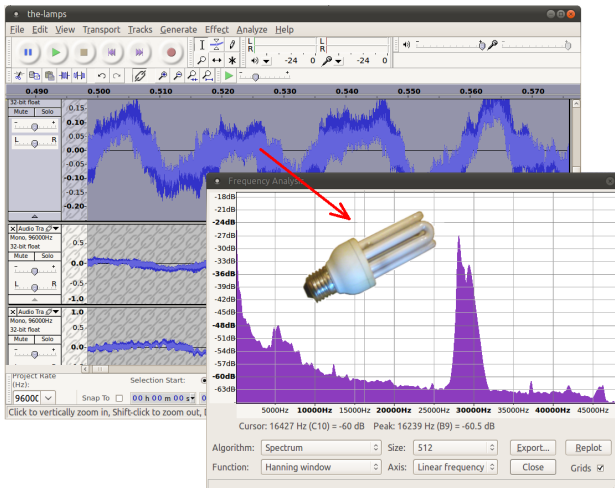 the-lamps
File Edit View Transport Tracks Generate Effect Analyze Help
L
R
L
R
-24 0 -24 0
0.490 0.500 0.510 0.520 0.530 0.540 0.550 0.560 0.570
32-bit float
Mute Solo
- +
L R
0.15
0.10
0.05
0.00
-0.05
-0.10
-0.15
-0.20
X Audio Tra
Mono, 96000Hz
32-bit float
Mute Solo
- +
L R
0.5
0.0
-0.5
-1.0
X Audio Tra
Mono, 96000Hz
32-bit float
Mute Solo
- +
1.0
0.5
0.0
Project Rate
(Hz):
Selection Start:
Snap To
00 h 00 m 00 s
Click to vertically zoom in, Shift-click to zoom out,
Frequency Analysis
-18dB
-21dB
-24dB
-27dB
-30dB
-33dB
-36dB
-39dB
-42dB
-45dB
-48dB
-51dB
-54dB
-57dB
-60dB
-63dB
5000Hz 10000Hz 15000Hz 20000Hz 25000Hz 30000Hz 35000Hz 40000Hz 45000Hz
Cursor: 16427 Hz (C10) = -60 dB Peak: 16239 Hz (B9) = -60.5 dB
Algorithm: Spectrum Size: 512 Export... Replot
Function: Hanning window Axis: Linear frequency Close Grids